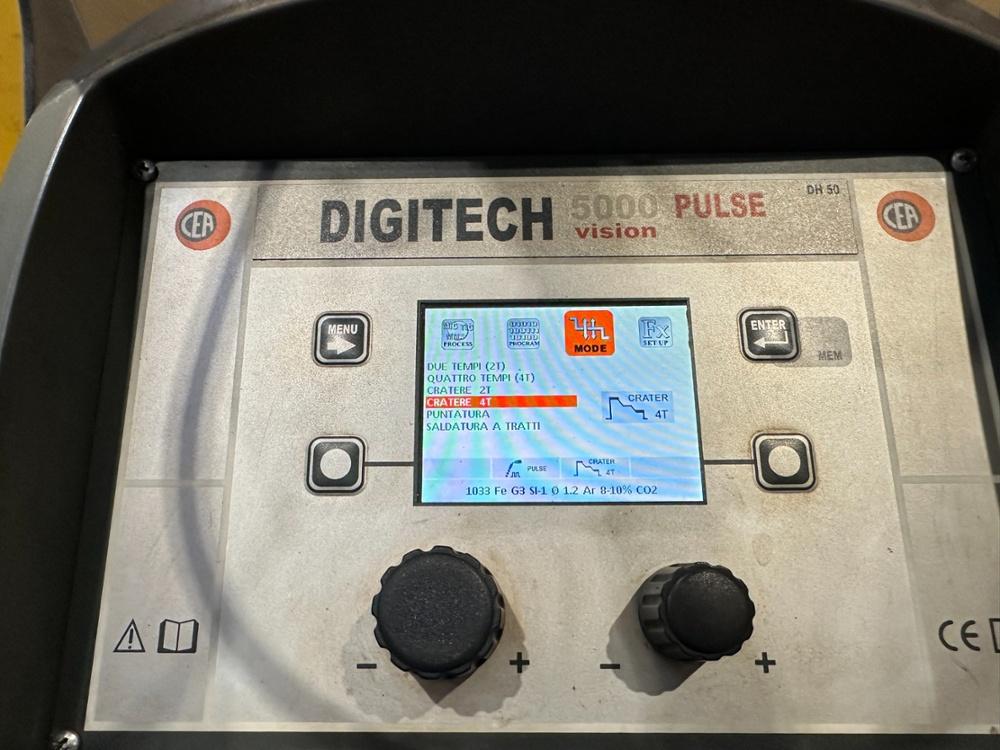 DH 50
CEA
DIGITECH 5000 PULSE
vision
CEA
MENU
ENTER
MEM
PROCESS
PROGRAM
MODE
Fx
SET UP
DUE TEMPI (2T)
QUATTRO TEMPI (4T)
CRATERE 2T
CRATERE 4T
PUNTATURA
SALDATURA A TRATTI
CRATER
4T
PULSE
CRATER
4T
1033 Fe G3 SI-1 Ø 1.2 Ar 8-10% CO2
- +
- +
CE